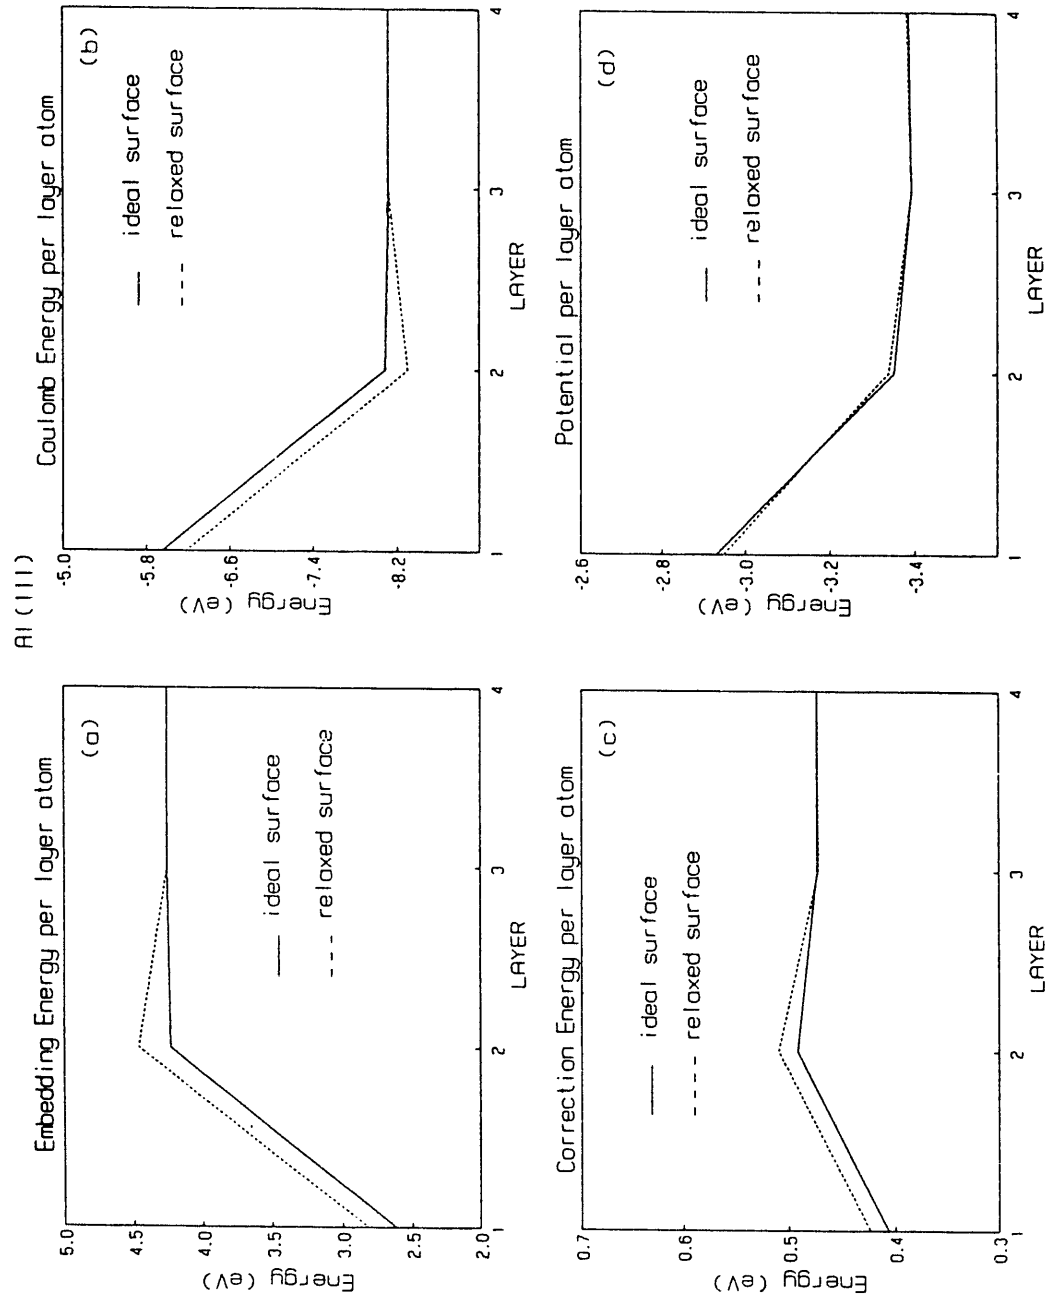 Al(111)
Embedding Energy per layer atom
(a)
Energy (eV)
5.0
4.5
4.0
3.5
3.0
2.5
2.0
ideal surface
relaxed surface
1
2
3
4
LAYER
Coulomb Energy per layer atom
(b)
Energy (eV)
-5.0
-5.8
-6.6
-7.4
-8.2
ideal surface
relaxed surface
1
2
3
4
LAYER
Correction Energy per layer atom
(c)
Energy (eV)
0.7
0.6
0.5
0.4
0.3
ideal surface
relaxed surface
1
2
3
4
LAYER
Potential per layer atom
(d)
Energy (eV)
-2.6
-2.8
-3.0
-3.2
-3.4
ideal surface
relaxed surface
1
2
3
4
LAYER